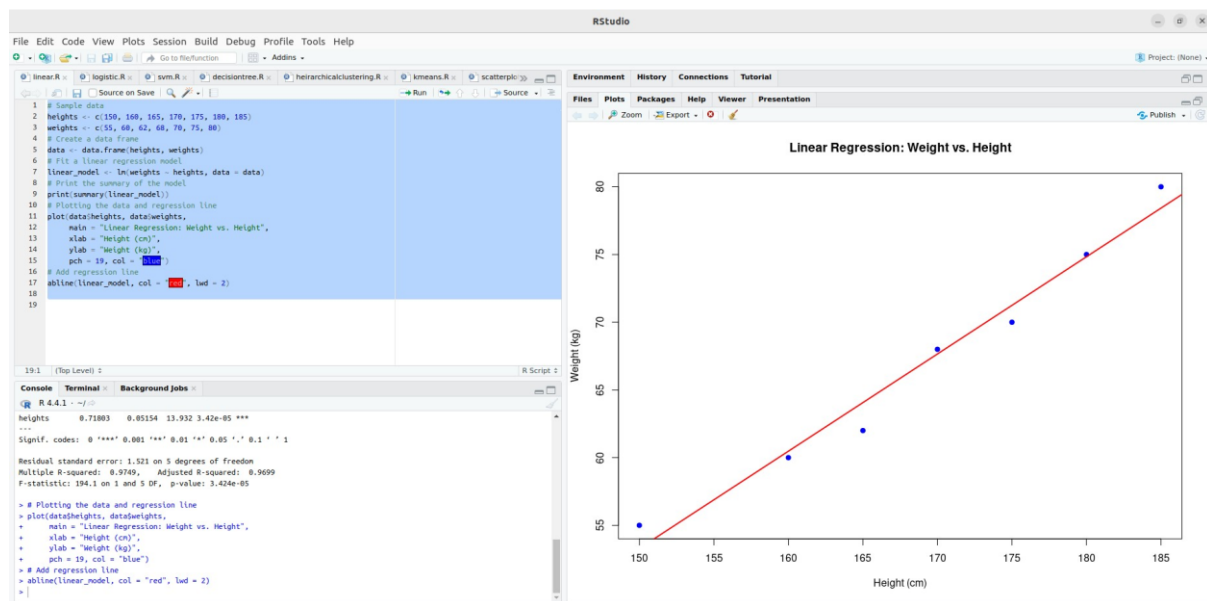 RStudio
File Edit Code View Plots Session Build Debug Profile Tools Help
Go to file/function Addins Project: (None)
linear.R logistic.R svm.R decisiontree.R heirarchicalclustering.R kmeans.R scatterplo
Source on Save Run Source
1 # Sample data
2 heights <- c(150, 160, 165, 170, 175, 180, 185)
3 weights <- c(55, 60, 62, 68, 70, 75, 80)
4 # Create a data frame
5 data <- data.frame(heights, weights)
6 # Fit a linear regression model
7 linear_model <- lm(weights ~ heights, data = data)
8 # Print the summary of the model
9 print(summary(linear_model))
10 # Plotting the data and regression line
11 plot(data$heights, data$weights,
12 main = "Linear Regression: Weight vs. Height",
13 xlab = "Height (cm)",
14 ylab = "Weight (kg)",
15 pch = 19, col = "blue")
16 # Add regression line
17 abline(linear_model, col = "red", lwd = 2)
18
19
19:1 (Top Level) R Script
Console Terminal Background Jobs
R 4.4.1 · ~/
heights 0.71803 0.05154 13.932 3.42e-05 ***
---
Signif. codes: 0 ‘***’ 0.001 ‘**’ 0.01 ‘*’ 0.05 ‘.’ 0.1 ‘ ’ 1
Residual standard error: 1.521 on 5 degrees of freedom
Multiple R-squared: 0.9749, Adjusted R-squared: 0.9699
F-statistic: 194.1 on 1 and 5 DF, p-value: 3.424e-05
> # Plotting the data and regression line
> plot(data$heights, data$weights,
+ main = "Linear Regression: Weight vs. Height",
+ xlab = "Height (cm)",
+ ylab = "Weight (kg)",
+ pch = 19, col = "blue")
> # Add regression line
> abline(linear_model, col = "red", lwd = 2)
>
Environment History Connections Tutorial
Files Plots Packages Help Viewer Presentation
Zoom Export Publish
Linear Regression: Weight vs. Height
80
75
70
65
60
55
Weight (kg)
150 155 160 165 170 175 180 185
Height (cm)